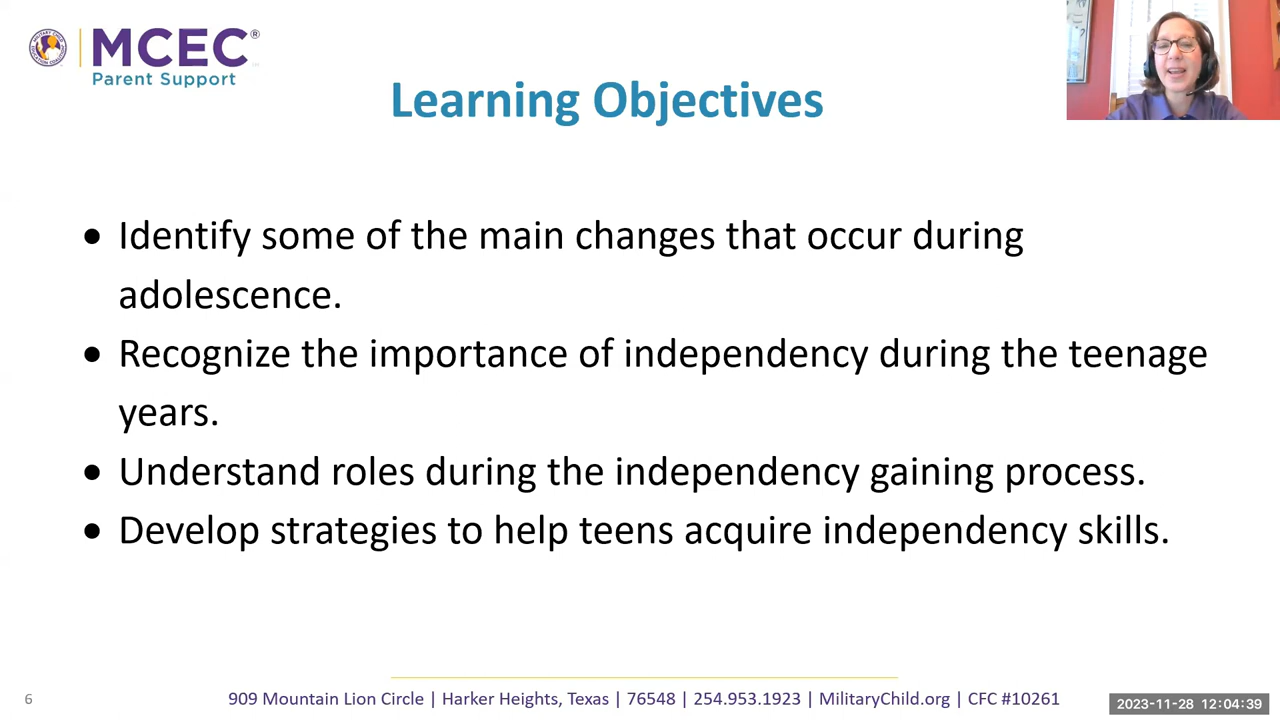 MCEC®
Parent Support
Learning Objectives
• Identify some of the main changes that occur during
adolescence.
• Recognize the importance of independency during the teenage
years.
• Understand roles during the independency gaining process.
• Develop strategies to help teens acquire independency skills.
6
909 Mountain Lion Circle | Harker Heights, Texas | 76548 | 254.953.1923 | MilitaryChild.org | CFC #10261
2023-11-28 12:04:39